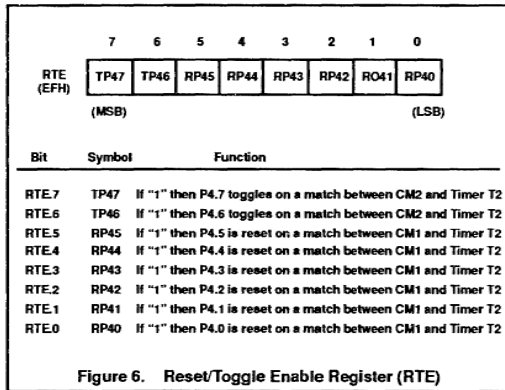 7 6 5 4 3 2 1 0
RTE (EFH) TP47 TP46 RP45 RP44 RP43 RP42 RO41 RP40
(MSB) (LSB)
Bit Symbol Function
RTE.7 TP47 If "1" then P4.7 toggles on a match between CM2 and Timer T2
RTE.6 TP46 If "1" then P4.6 toggles on a match between CM2 and Timer T2
RTE.5 RP45 If "1" then P4.5 is reset on a match between CM1 and Timer T2
RTE.4 RP44 If "1" then P4.4 is reset on a match between CM1 and Timer T2
RTE.3 RP43 If "1" then P4.3 is reset on a match between CM1 and Timer T2
RTE.2 RP42 If "1" then P4.2 is reset on a match between CM1 and Timer T2
RTE.1 RP41 If "1" then P4.1 is reset on a match between CM1 and Timer T2
RTE.0 RP40 If "1" then P4.0 is reset on a match between CM1 and Timer T2
Figure 6. Reset/Toggle Enable Register (RTE)